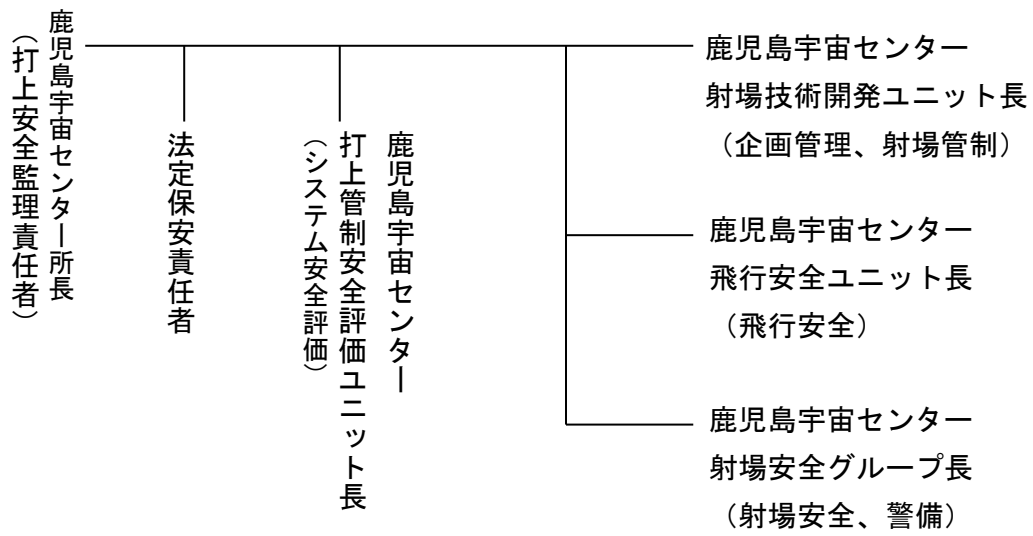 鹿児島宇宙センター所長
（打上安全監理責任者）
法定保安責任者
鹿児島宇宙センター
打上管制安全評価ユニット長
（システム安全評価）
鹿児島宇宙センター
射場技術開発ユニット長
（企画管理、射場管制）
鹿児島宇宙センター
飛行安全ユニット長
（飛行安全）
鹿児島宇宙センター
射場安全グループ長
（射場安全、警備）